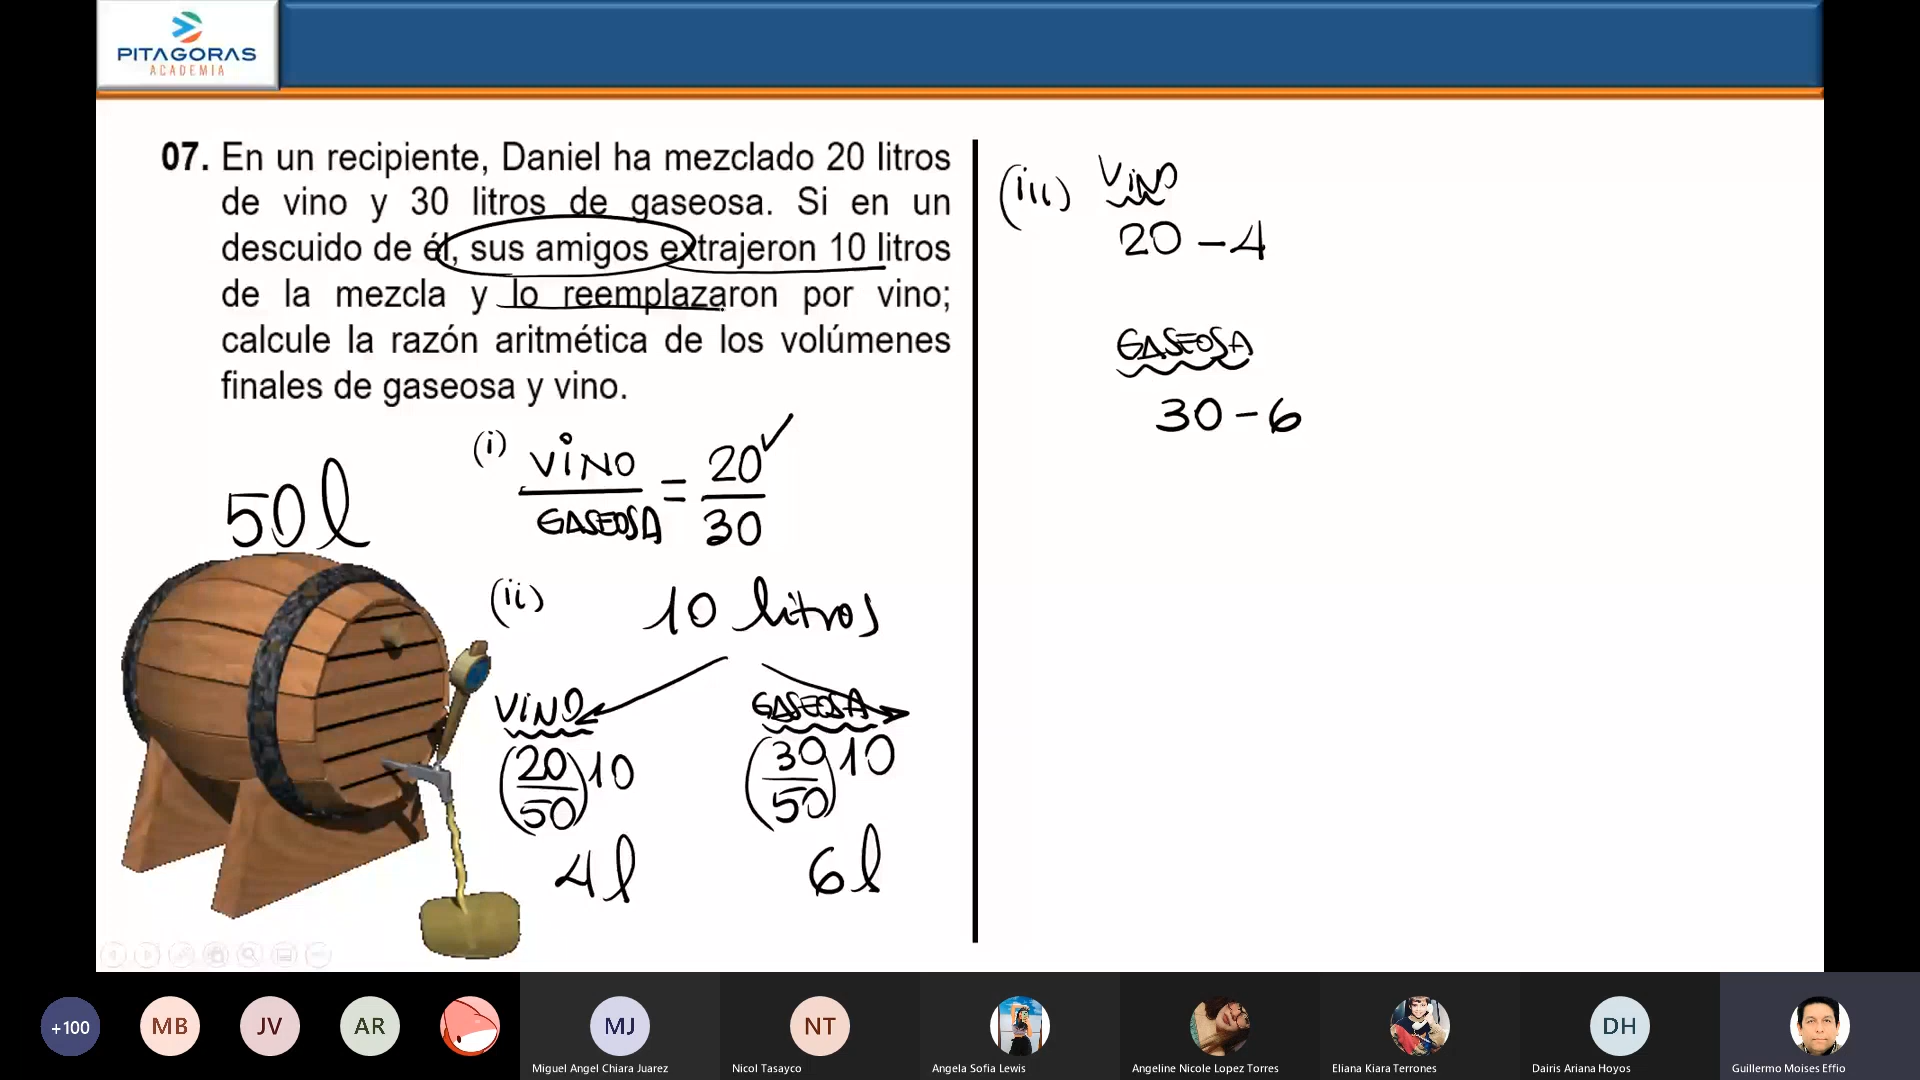 PITAGORAS
ACADEMIA
07. En un recipiente, Daniel ha mezclado 20 litros
de vino y 30 litros de gaseosa. Si en un
descuido de él, sus amigos extrajeron 10 litros
de la mezcla y lo reemplazaron por vino;
calcule la razón aritmética de los volúmenes
finales de gaseosa y vino.
50 l
(i) VINO / GASEOSA = 20 / 30 ✓
(ii) 10 litros
VINO GASEOSA
(20/50)10 (30/50)10
4 l 6 l
(iii) VINO
20 - 4
GASEOSA
30 - 6
+100 MB JV AR MJ NT DH
Miguel Angel Chiara Juarez Nicol Tasayco Angela Sofia Lewis Angeline Nicole Lopez Torres Eliana Kiara Terrones Dairis Ariana Hoyos Guillermo Moises Effio